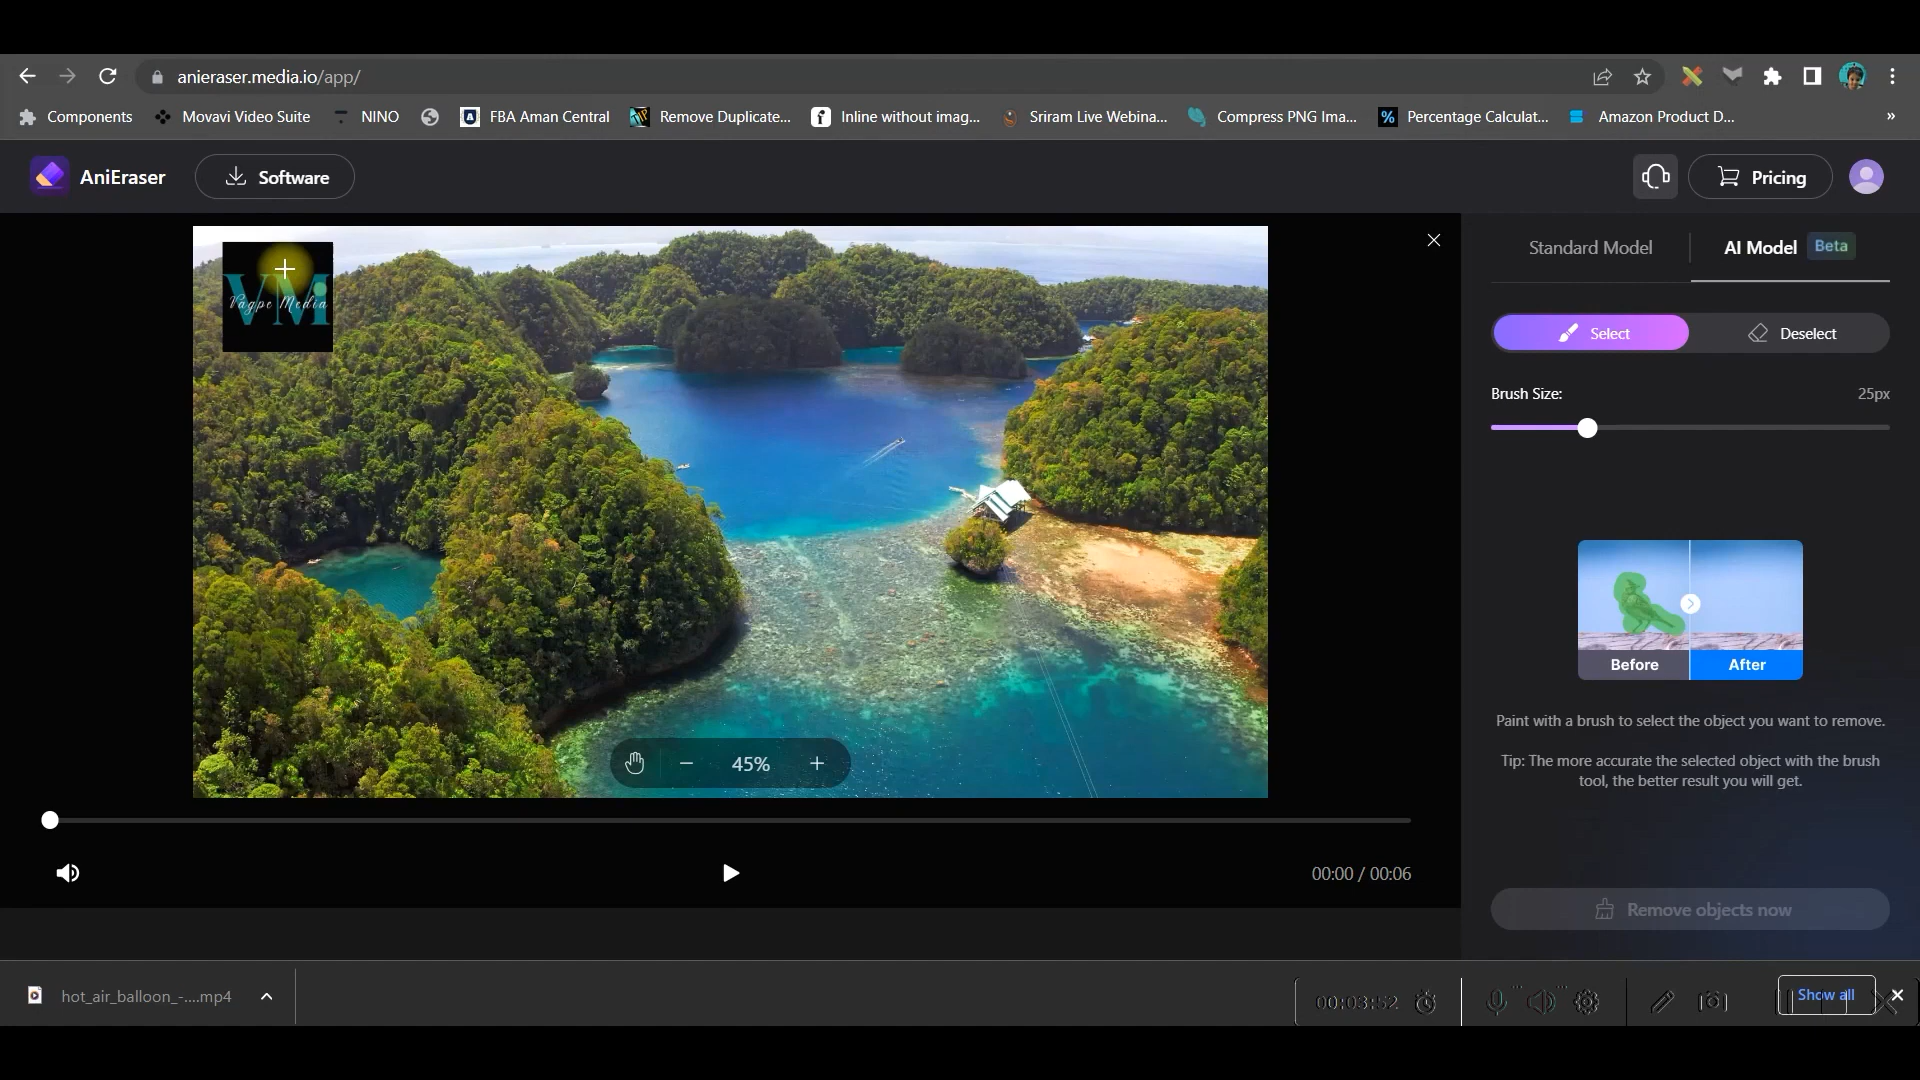 anieraser.media.io/app/
Components
Movavi Video Suite
NINO
FBA Aman Central
Remove Duplicate...
Inline without imag...
Sriram Live Webina...
Compress PNG Ima...
%
Percentage Calculat...
Amazon Product D...
»
AniEraser
Software
Pricing
VM
Vagpe Media
Standard Model
AI Model
Beta
Select
Deselect
Brush Size:
25px
Before
After
Paint with a brush to select the object you want to remove.
Tip: The more accurate the selected object with the brush
tool, the better result you will get.
45%
00:00 / 00:06
Remove objects now
hot_air_balloon_-....mp4
00:03:52
Show all